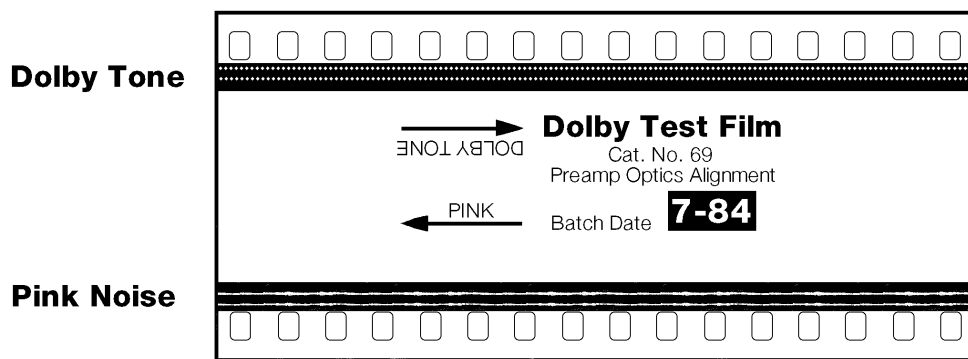 Dolby Tone
DOLBY TONE
Dolby Test Film
Cat. No. 69
Preamp Optics Alignment
PINK
Batch Date 7-84
Pink Noise